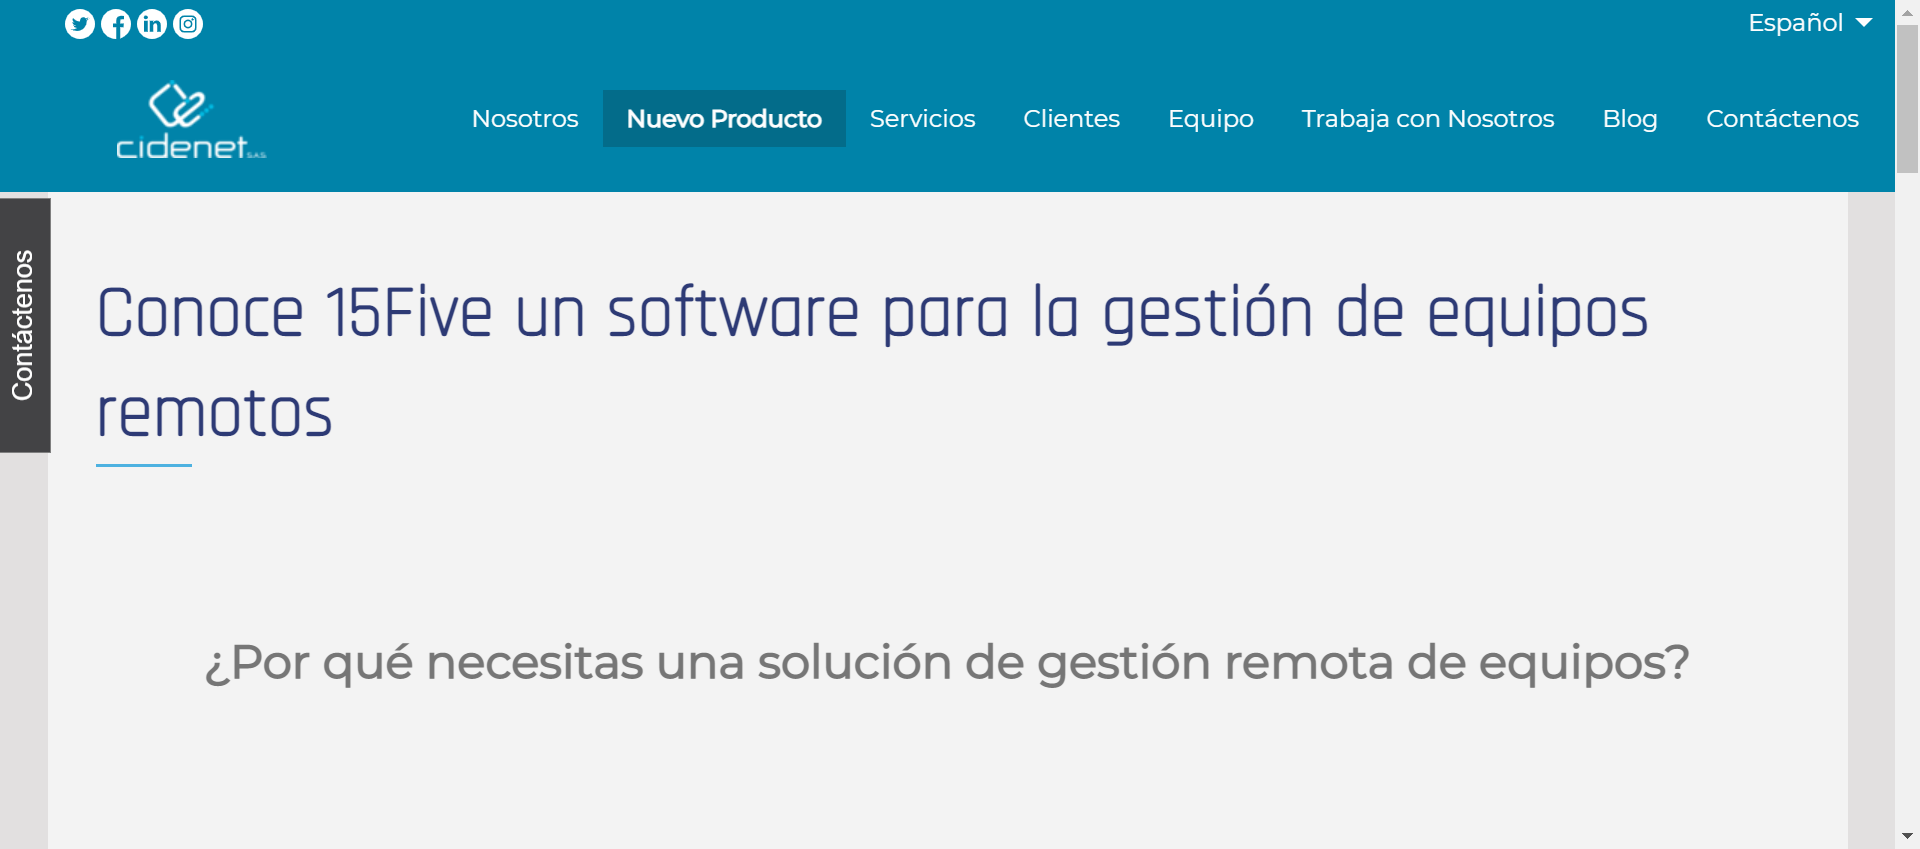 Español
cidenet S.A.S.
Nosotros Nuevo Producto Servicios Clientes Equipo Trabaja con Nosotros Blog Contáctenos
Contáctenos
Conoce 15Five un software para la gestión de equipos
remotos
¿Por qué necesitas una solución de gestión remota de equipos?